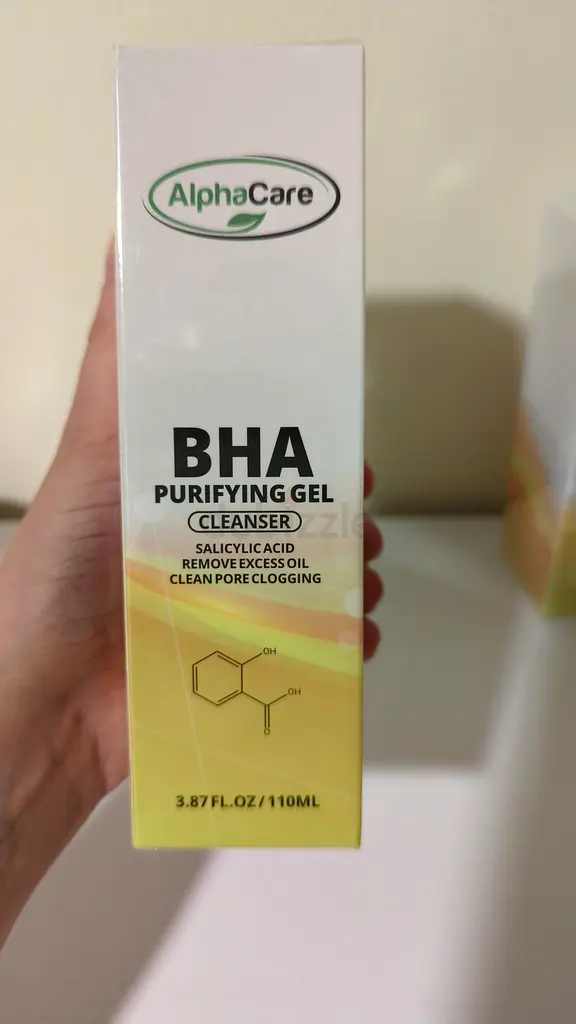 AlphaCare
BHA
PURIFYING GEL
CLEANSER
SALICYLIC ACID
REMOVE EXCESS OIL
CLEAN PORE CLOGGING
OH
OH
O
3.87 FL.OZ / 110ML